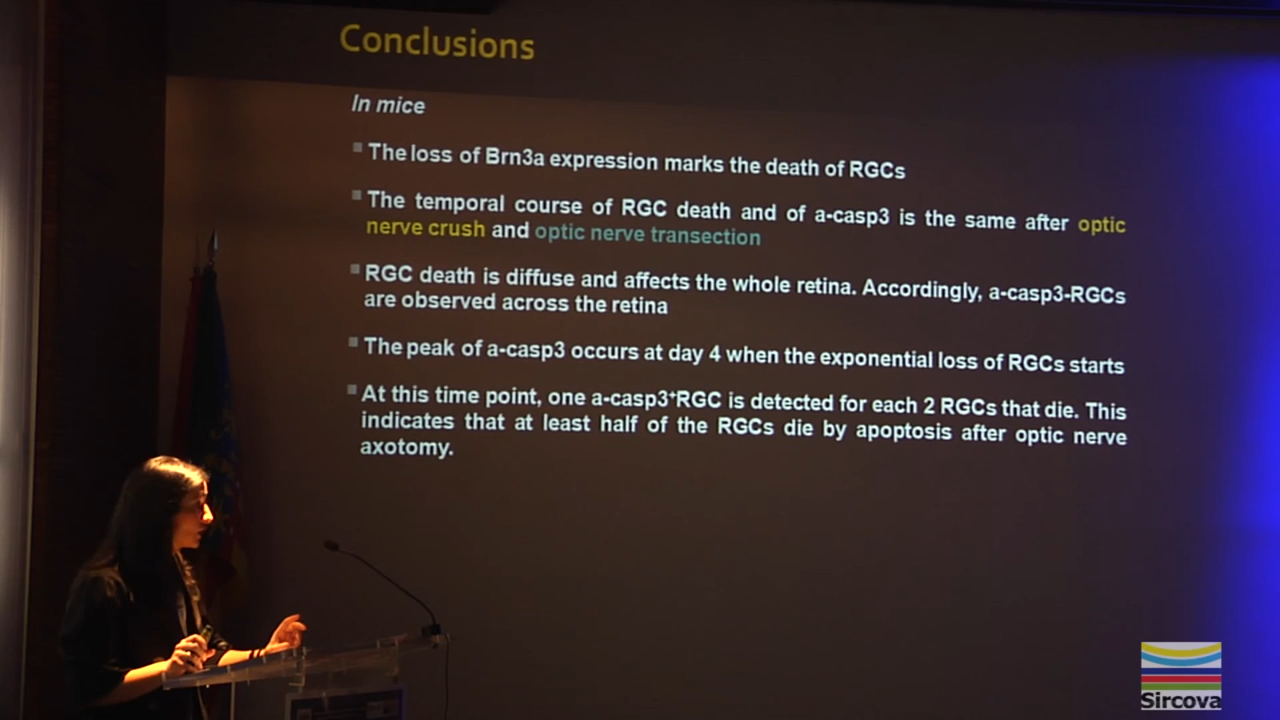 Conclusions
In mice
The loss of Brn3a expression marks the death of RGCs
The temporal course of RGC death and of a-casp3 is the same after optic
nerve crush and optic nerve transection
RGC death is diffuse and affects the whole retina. Accordingly, a-casp3-RGCs
are observed across the retina
The peak of a-casp3 occurs at day 4 when the exponential loss of RGCs starts
At this time point, one a-casp3⁺RGC is detected for each 2 RGCs that die. This
indicates that at least half of the RGCs die by apoptosis after optic nerve
axotomy.
Sircova